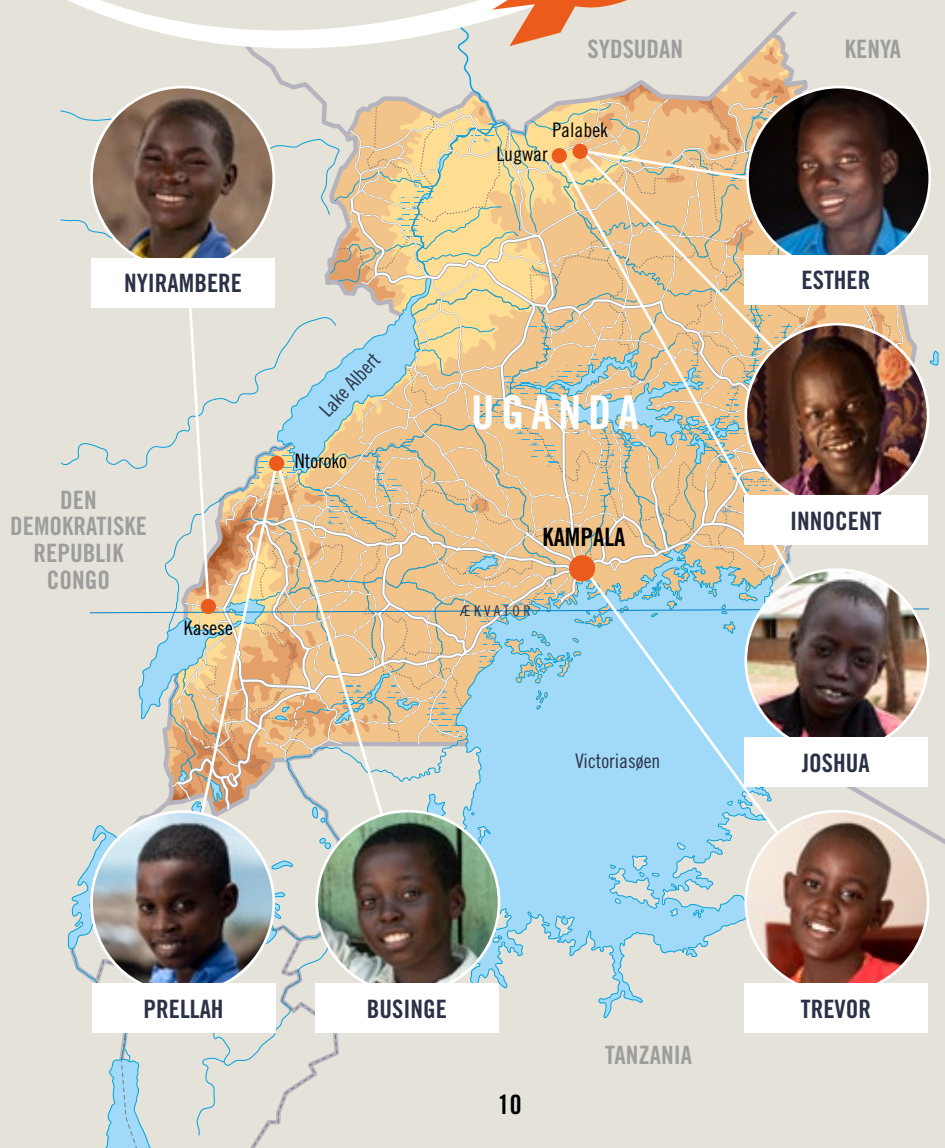 SYDSUDAN
KENYA
Palabek
Lugwar
NYIRAMBERE
ESTHER
Lake Albert
UGANDA
Ntoroko
DEN
DEMOKRATISKE
REPUBLIK
CONGO
INNOCENT
KAMPALA
ÆKVATOR
Kasese
JOSHUA
Victoriasøen
PRELLAH
BUSINGE
TREVOR
TANZANIA
10